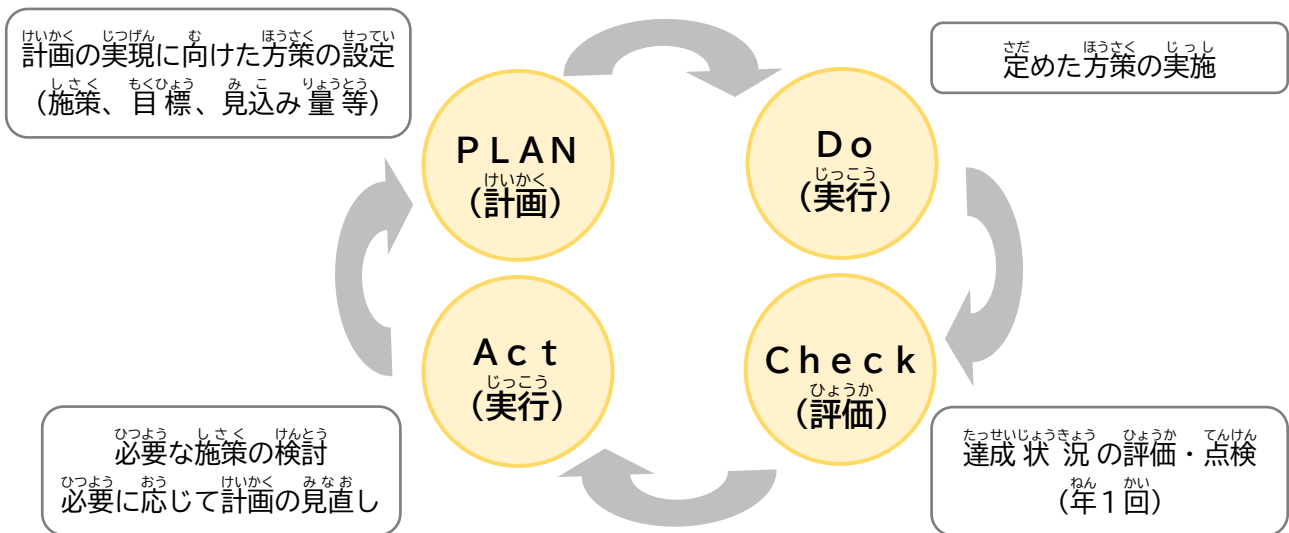 計画の実現に向けた方策の設定
（施策、目標、見込み量等）
PLAN
（計画）
Do
（実行）
定めた方策の実施
Act
（実行）
Check
（評価）
必要な施策の検討
必要に応じて計画の見直し
達成状況の評価・点検
（年１回）
けいかく じつげん む ほうさく せってい
しさく もくひょう みこ りょうとう
けいかく
じっこう
さだ ほうさく じっし
じっこう
ひょうか
ひつよう しさく けんとう
ひつよう おう けいかく みなお
たっせいじょうきょう ひょうか てんけん
ねん かい